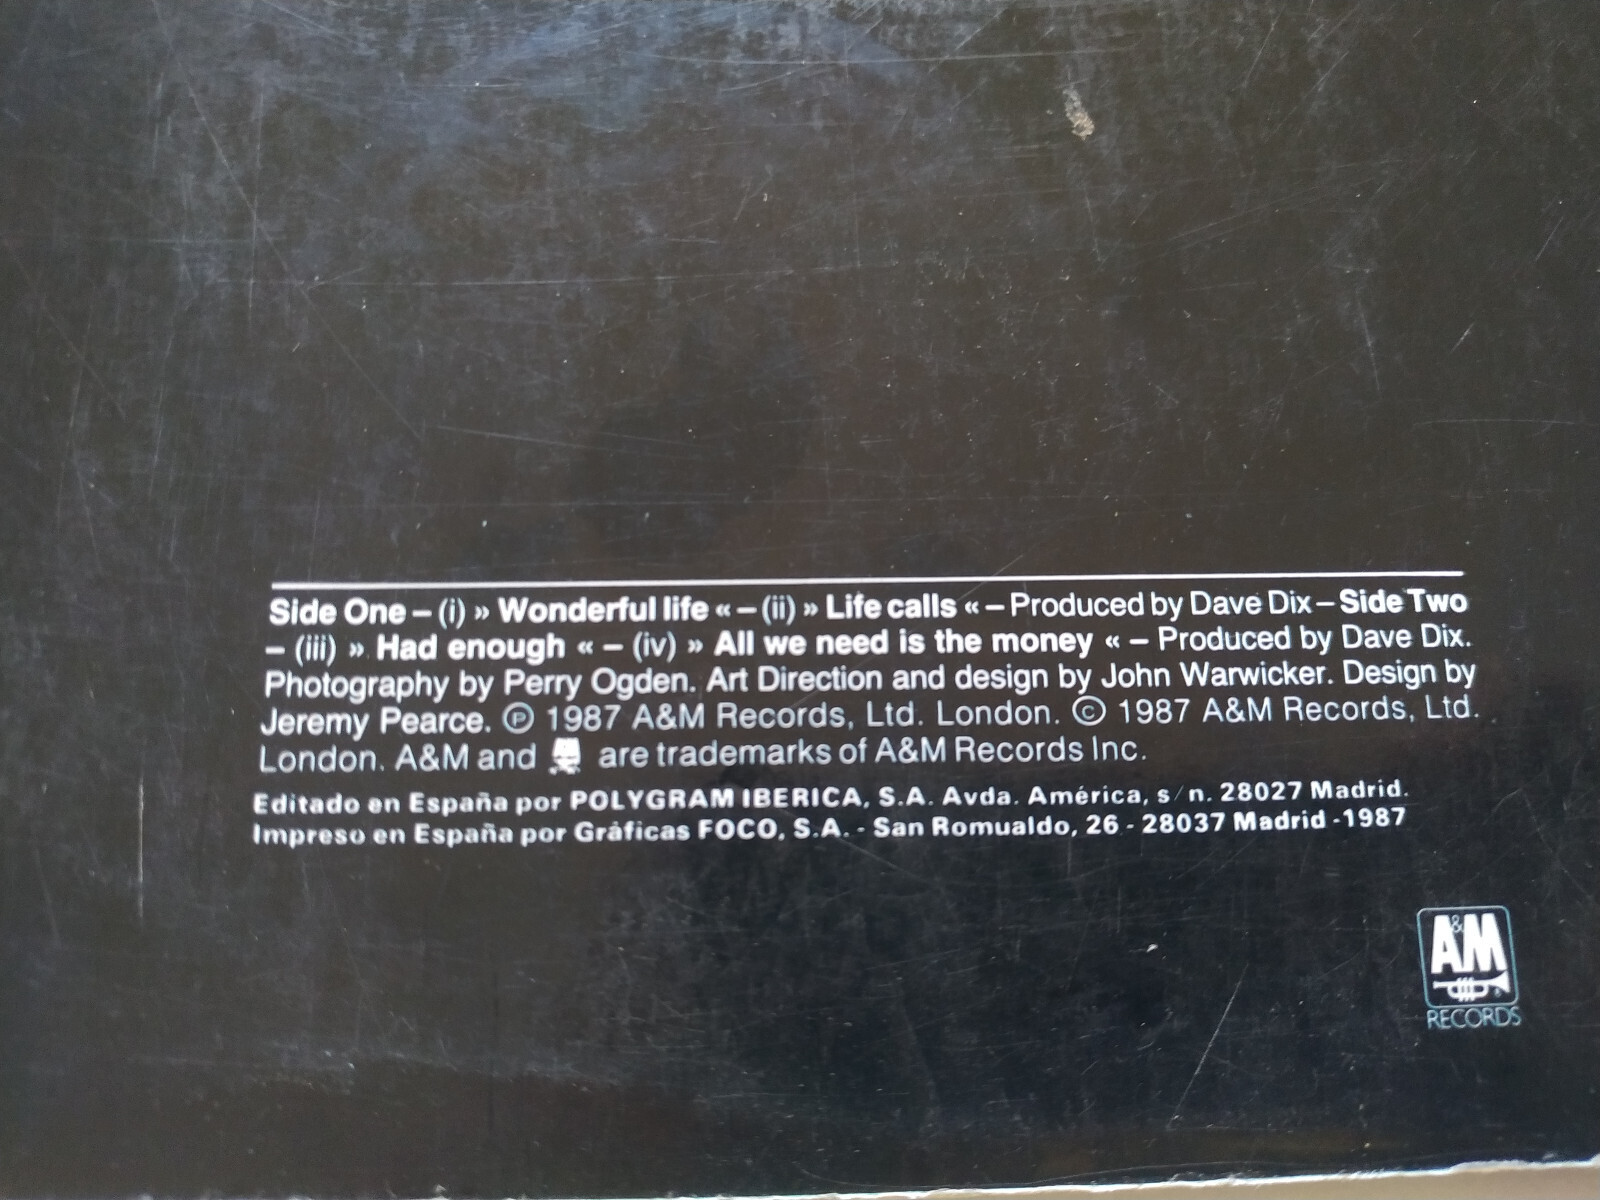 Side One – (i) » Wonderful life « – (ii) » Life calls « – Produced by Dave Dix – Side Two
– (iii) » Had enough « – (iv) » All we need is the money « – Produced by Dave Dix.
Photography by Perry Ogden. Art Direction and design by John Warwicker. Design by
Jeremy Pearce. ℗ 1987 A&M Records, Ltd. London. © 1987 A&M Records, Ltd.
London. A&M and are trademarks of A&M Records Inc.
Editado en España por POLYGRAM IBERICA, S.A. Avda. América, s/n. 28027 Madrid.
Impreso en España por Gráficas FOCO, S.A. - San Romualdo, 26 - 28037 Madrid -1987
A&M
RECORDS